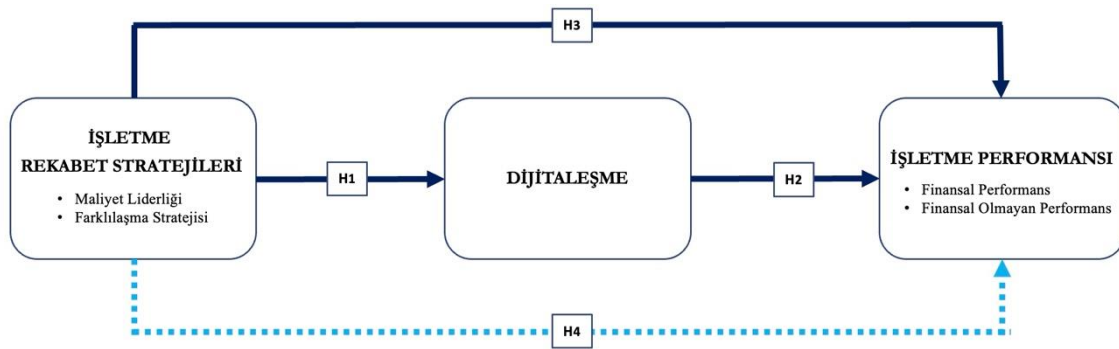 H3
İŞLETME
REKABET STRATEJİLERİ
• Maliyet Liderliği
• Farklılaşma Stratejisi
H1
DİJİTALEŞME
H2
İŞLETME PERFORMANSI
• Finansal Performans
• Finansal Olmayan Performans
H4